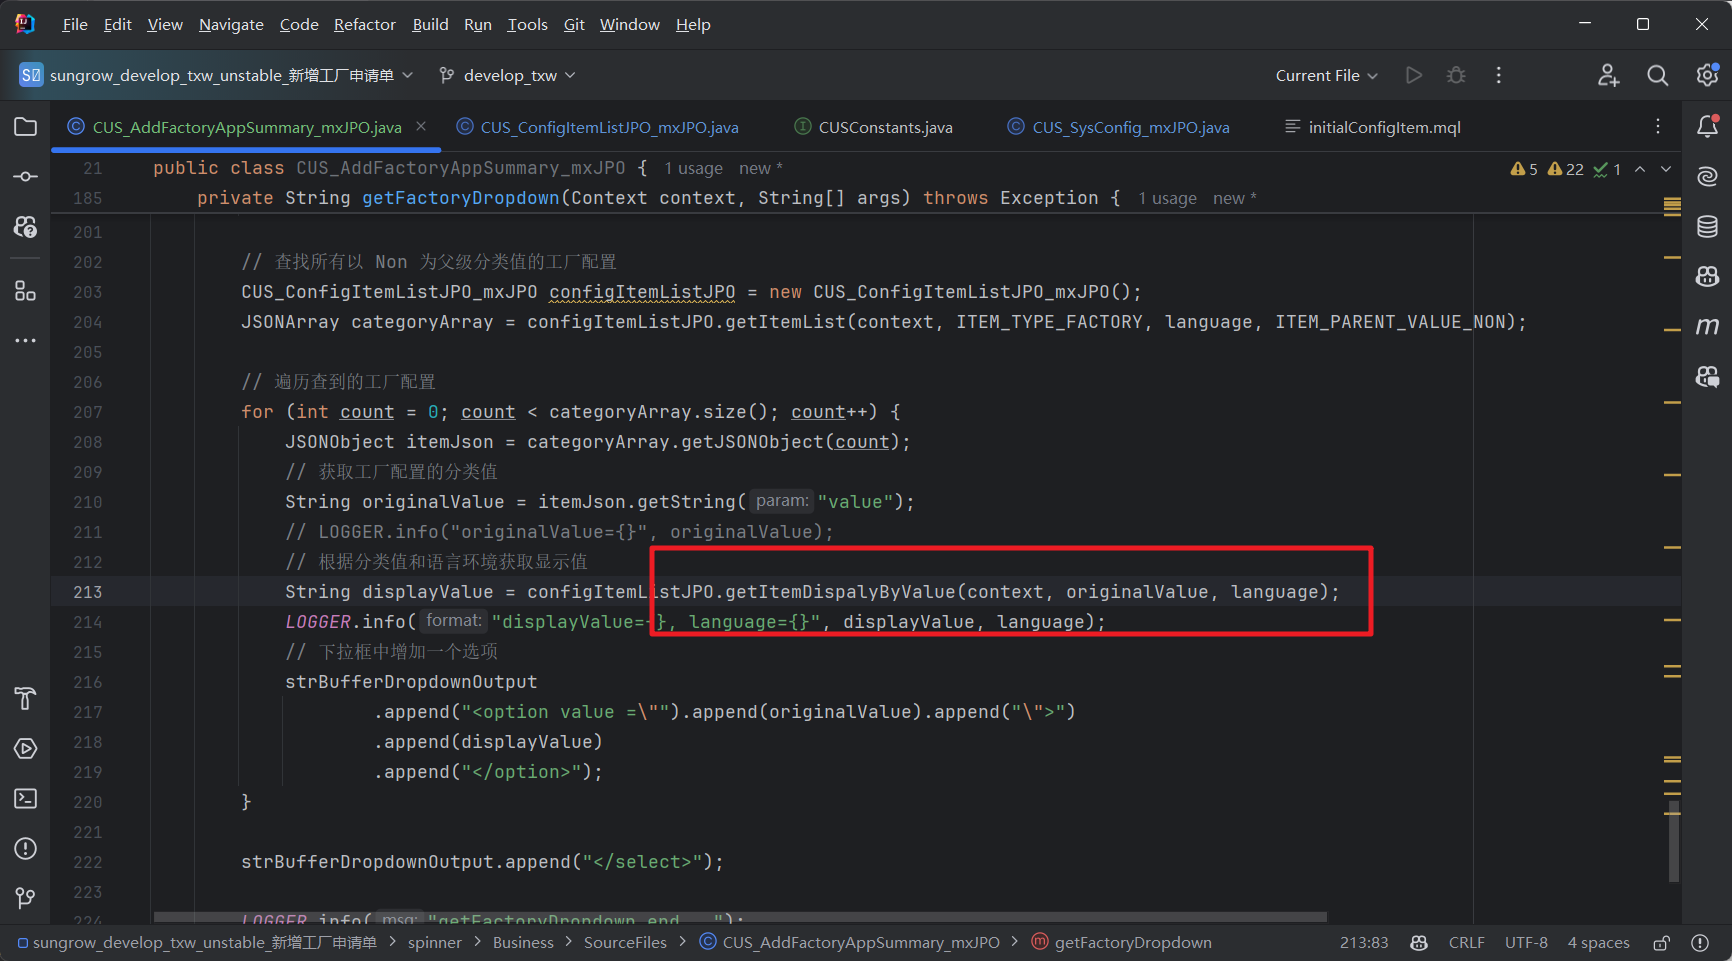 File Edit View Navigate Code Refactor Build Run Tools Git Window Help
sungrow_develop_txw_unstable_新增工厂申请单 develop_txw Current File
CUS_AddFactoryAppSummary_mxJPO.java CUS_ConfigItemListJPO_mxJPO.java CUSConstants.java CUS_SysConfig_mxJPO.java initialConfigItem.mql
21 public class CUS_AddFactoryAppSummary_mxJPO { 1 usage new * 5 22 1
185 private String getFactoryDropdown(Context context, String[] args) throws Exception { 1 usage new *
201
202 // 查找所有以 Non 为父级分类值的工厂配置
203 CUS_ConfigItemListJPO_mxJPO configItemListJPO = new CUS_ConfigItemListJPO_mxJPO();
204 JSONArray categoryArray = configItemListJPO.getItemList(context, ITEM_TYPE_FACTORY, language, ITEM_PARENT_VALUE_NON);
205
206 // 遍历查到的工厂配置
207 for (int count = 0; count < categoryArray.size(); count++) {
208 JSONObject itemJson = categoryArray.getJSONObject(count);
209 // 获取工厂配置的分类值
210 String originalValue = itemJson.getString( param: "value");
211 // LOGGER.info("originalValue={}", originalValue);
212 // 根据分类值和语言环境获取显示值
213 String displayValue = configItemListJPO.getItemDispalyByValue(context, originalValue, language);
214 LOGGER.info( format: "displayValue={}, language={}", displayValue, language);
215 // 下拉框中增加一个选项
216 strBufferDropdownOutput
217 .append("<option value =\"").append(originalValue).append("\">")
218 .append(displayValue)
219 .append("</option>");
220 }
221
222 strBufferDropdownOutput.append("</select>");
223
224 LOGGER.info( msg: "getFactoryDropdown end...");
sungrow_develop_txw_unstable_新增工厂申请单 > spinner > Business > SourceFiles > CUS_AddFactoryAppSummary_mxJPO > getFactoryDropdown 213:83 CRLF UTF-8 4 spaces